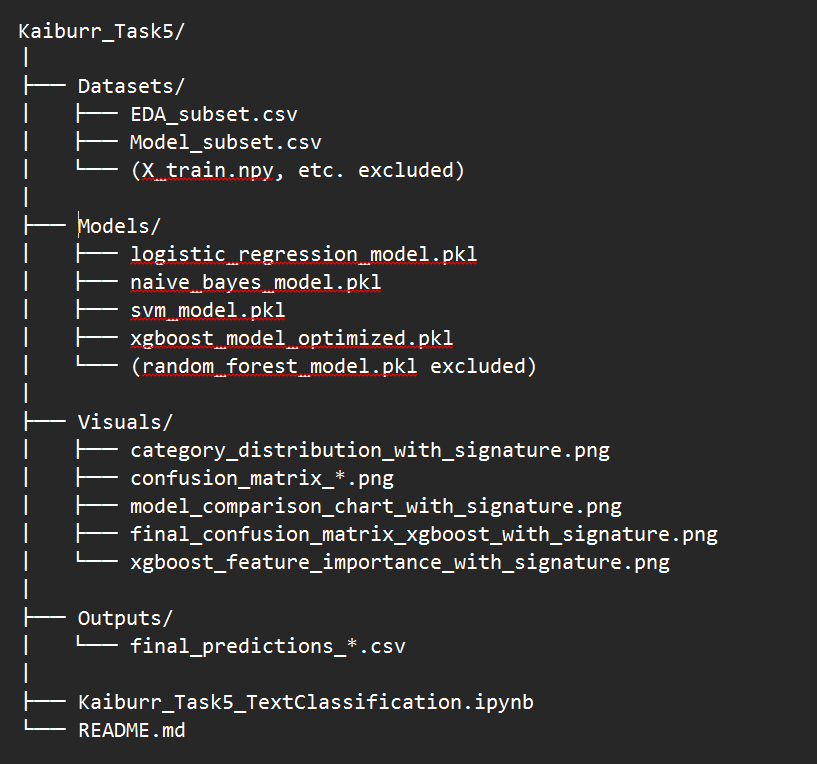 Kaiburr_Task5/
│
├── Datasets/
│   ├── EDA_subset.csv
│   ├── Model_subset.csv
│   └── (X_train.npy, etc. excluded)
│
├── Models/
│   ├── logistic_regression_model.pkl
│   ├── naive_bayes_model.pkl
│   ├── svm_model.pkl
│   ├── xgboost_model_optimized.pkl
│   └── (random_forest_model.pkl excluded)
│
├── Visuals/
│   ├── category_distribution_with_signature.png
│   ├── confusion_matrix_*.png
│   ├── model_comparison_chart_with_signature.png
│   ├── final_confusion_matrix_xgboost_with_signature.png
│   └── xgboost_feature_importance_with_signature.png
│
├── Outputs/
│   └── final_predictions_*.csv
│
├── Kaiburr_Task5_TextClassification.ipynb
└── README.md